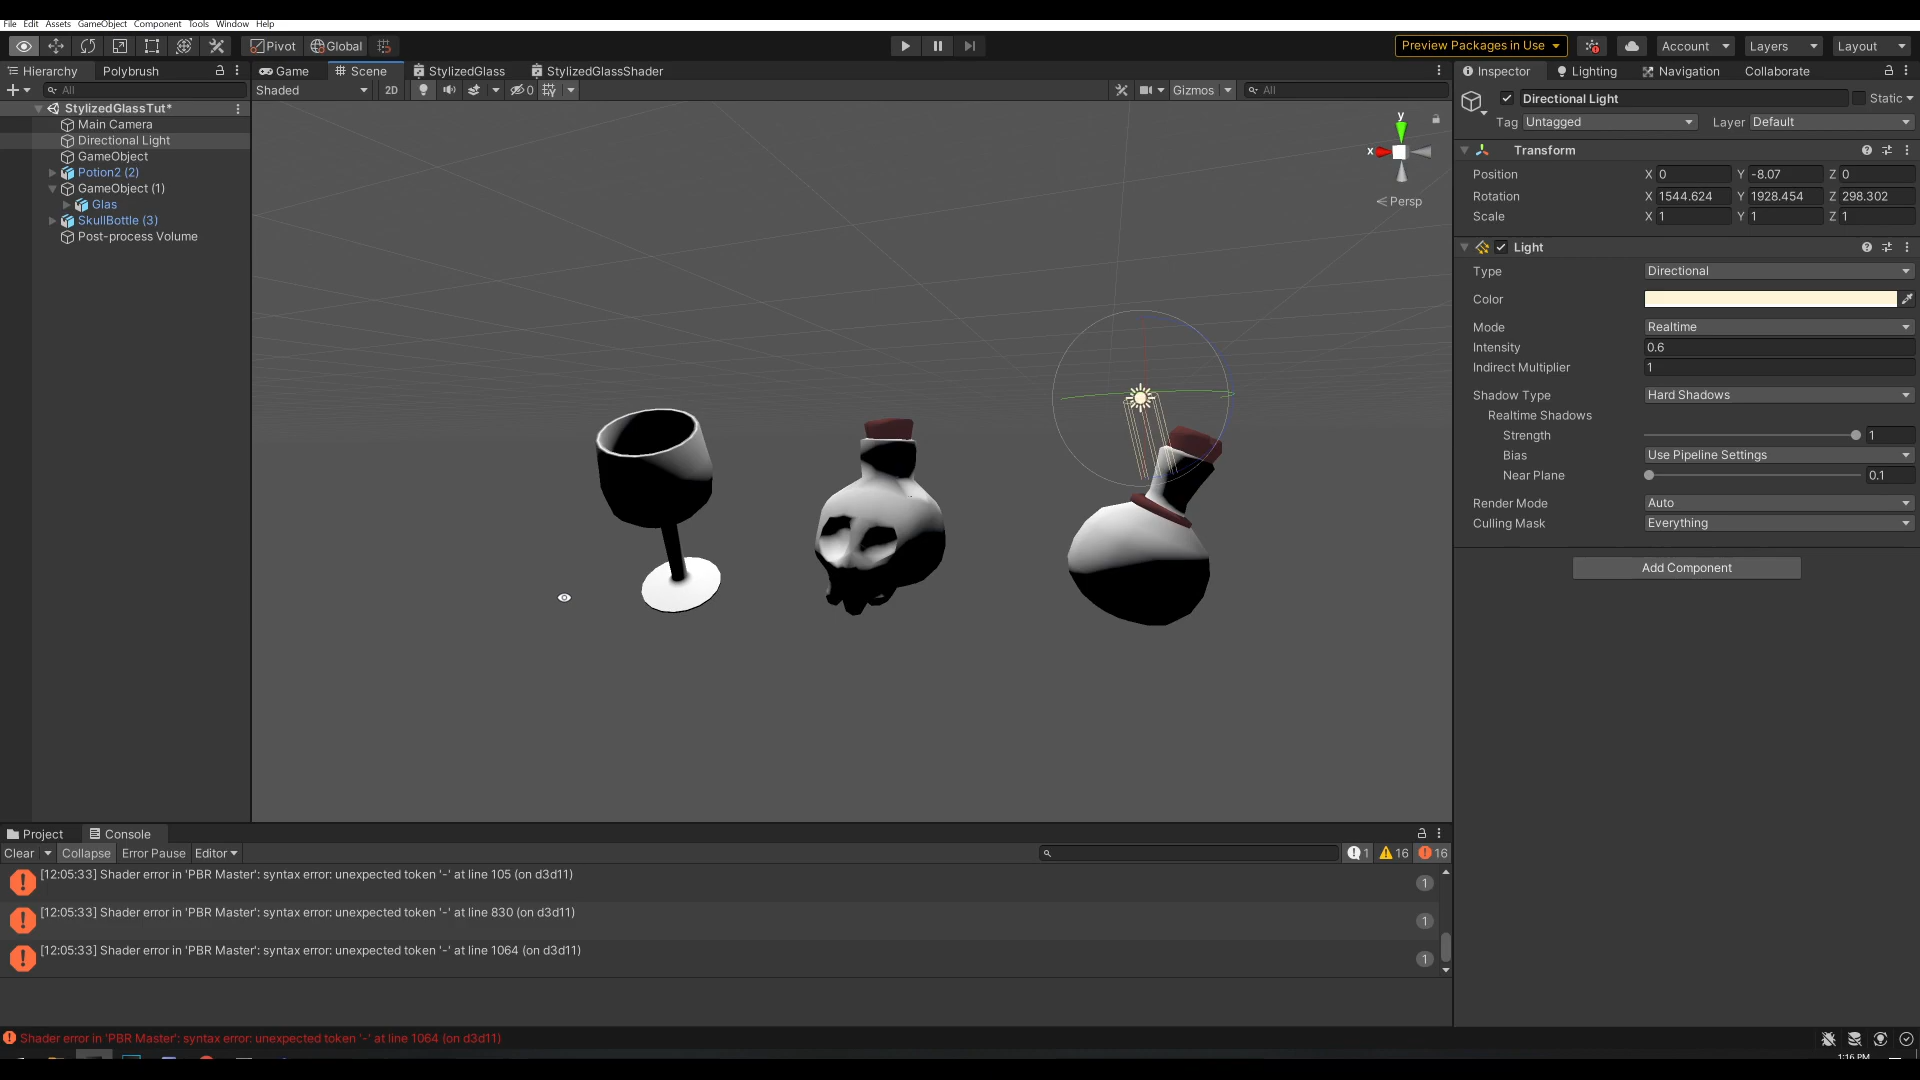 File Edit Assets GameObject Component Tools Window Help
Pivot Global Preview Packages in Use Account Layers Layout
Hierarchy Polybrush Game Scene StylizedGlass StylizedGlassShader Inspector Lighting Navigation Collaborate
All Shaded 2D 0 Gizmos All
StylizedGlassTut*
Main Camera
Directional Light
GameObject
Potion2 (2)
GameObject (1)
Glas
SkullBottle (3)
Post-process Volume
y
x
Persp
Directional Light Static
Tag Untagged Layer Default
Transform
Position X 0 Y -8.07 Z 0
Rotation X 1544.624 Y 1928.454 Z 298.302
Scale X 1 Y 1 Z 1
Light
Type Directional
Color
Mode Realtime
Intensity 0.6
Indirect Multiplier 1
Shadow Type Hard Shadows
Realtime Shadows
Strength 1
Bias Use Pipeline Settings
Near Plane 0.1
Render Mode Auto
Culling Mask Everything
Add Component
Project Console
Clear Collapse Error Pause Editor 1 16 16
[12:05:33] Shader error in 'PBR Master': syntax error: unexpected token '-' at line 105 (on d3d11) 1
[12:05:33] Shader error in 'PBR Master': syntax error: unexpected token '-' at line 830 (on d3d11) 1
[12:05:33] Shader error in 'PBR Master': syntax error: unexpected token '-' at line 1064 (on d3d11) 1
Shader error in 'PBR Master': syntax error: unexpected token '-' at line 1064 (on d3d11)
1:16 PM